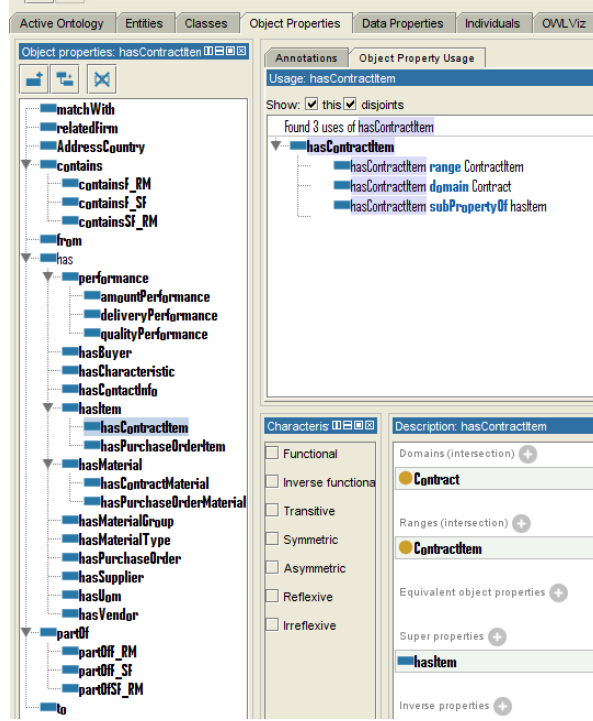 Active Ontology Entities Classes Object Properties Data Properties Individuals OWLViz
Object properties: hasContractIten
matchWith
relatedFirm
AddressCountry
contains
containsF_RM
containsF_SF
containsSF_RM
from
has
performance
amountPerformance
deliveryPerformance
qualityPerformance
hasBuyer
hasCharacteristic
hasContactInfo
hasItem
hasContractItem
hasPurchaseOrderItem
hasMaterial
hasContractMaterial
hasPurchaseOrderMaterial
hasMaterialGroup
hasMaterialType
hasPurchaseOrder
hasSupplier
hasUom
hasVendor
partOf
partOfF_RM
partOfF_SF
partOfSF_RM
to
Annotations Object Property Usage
Usage: hasContractItem
Show: this disjoints
Found 3 uses of hasContractItem
hasContractItem
hasContractItem range ContractItem
hasContractItem domain Contract
hasContractItem subPropertyOf hasItem
Characteris
Functional
Inverse functiona
Transitive
Symmetric
Asymmetric
Reflexive
Irreflexive
Description: hasContractItem
Domains (intersection)
Contract
Ranges (intersection)
ContractItem
Equivalent object properties
Super properties
hasItem
Inverse properties